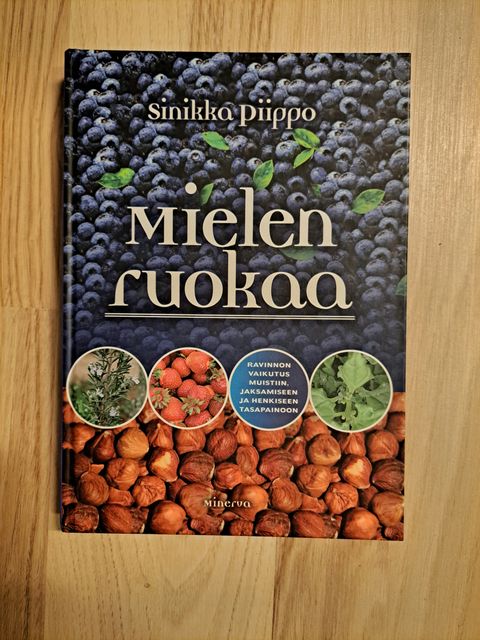 Sinikka Piippo
Mielen
ruokaa
RAVINNON
VAIKUTUS
MUISTIIN,
JAKSAMISEEN
JA HENKISEEN
TASAPAINOON
Minerva